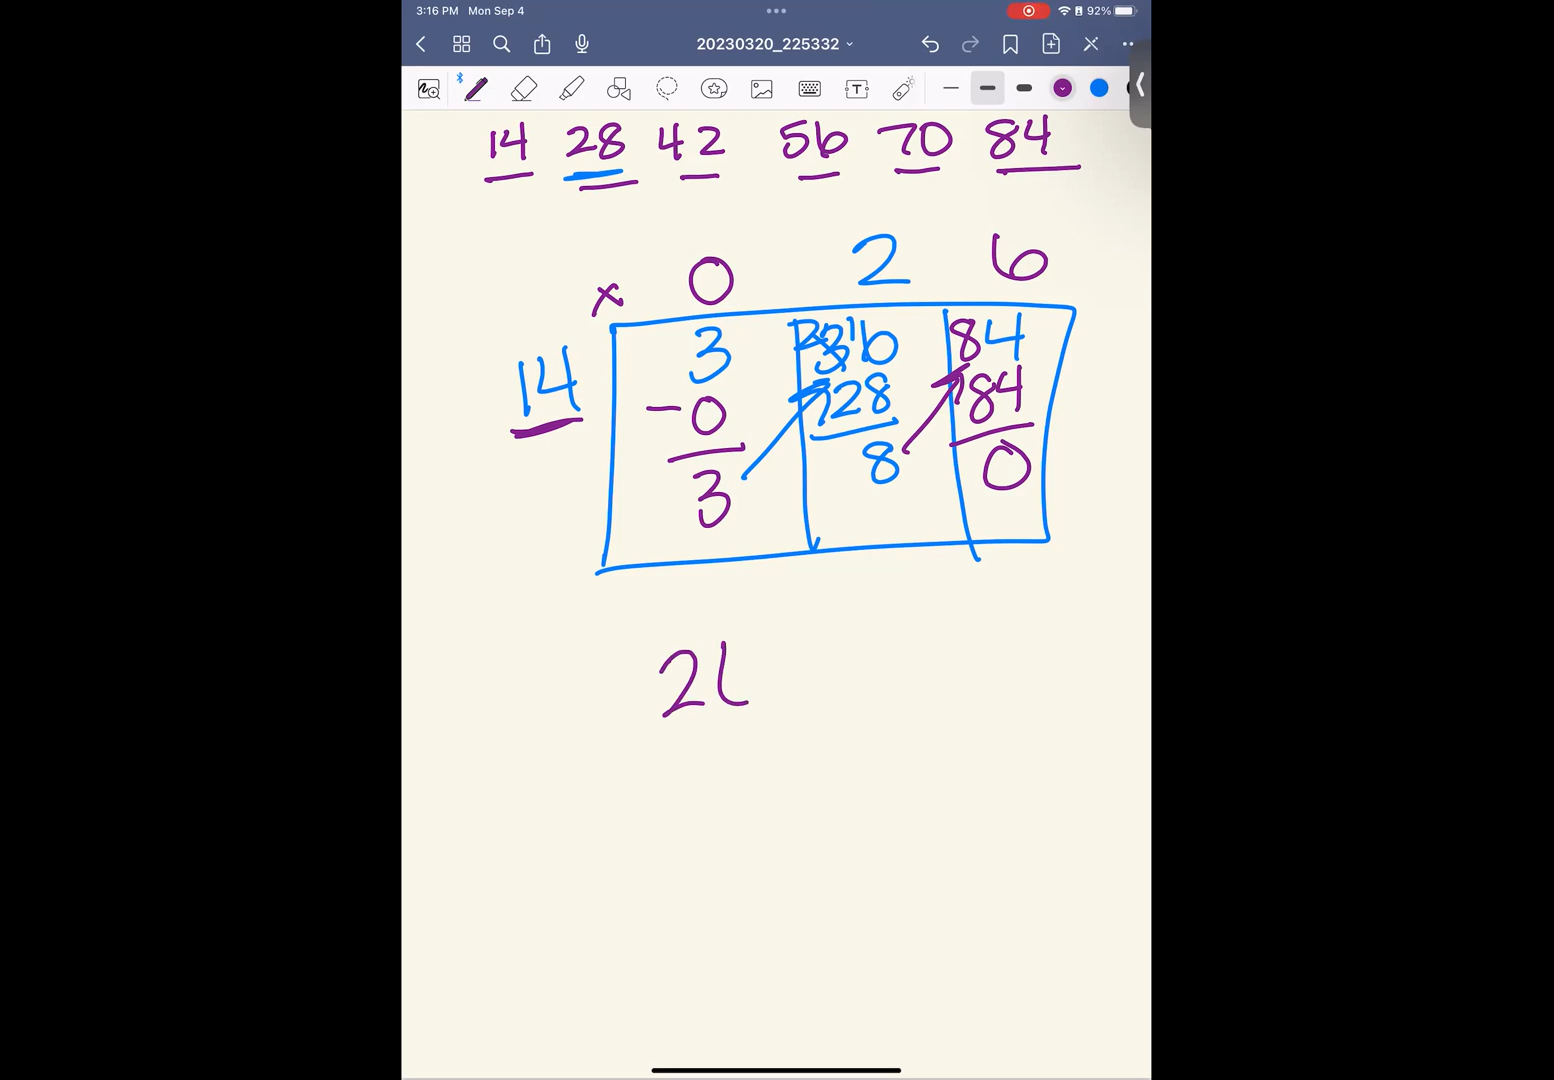 3:16 PM Mon Sep 4 92%
20230320_225332
T
14 28 42 56 70 84
x 0 2 6
14 3 36 84
-0 -28 -84
3 8 0